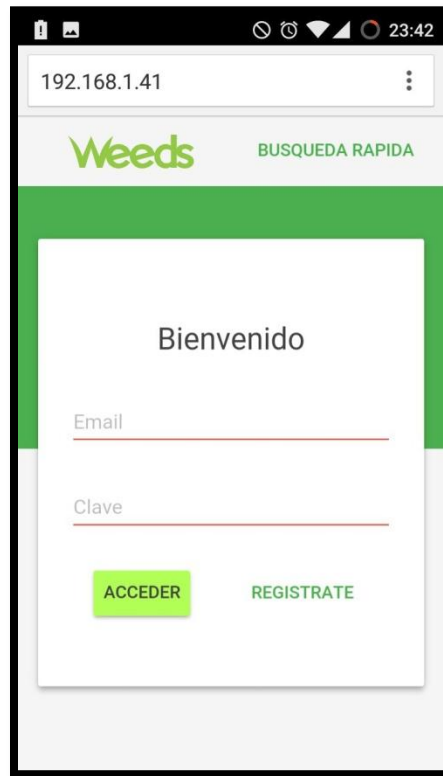 23:42
192.168.1.41
Weeds BUSQUEDA RAPIDA
Bienvenido
Email
Clave
ACCEDER REGISTRATE